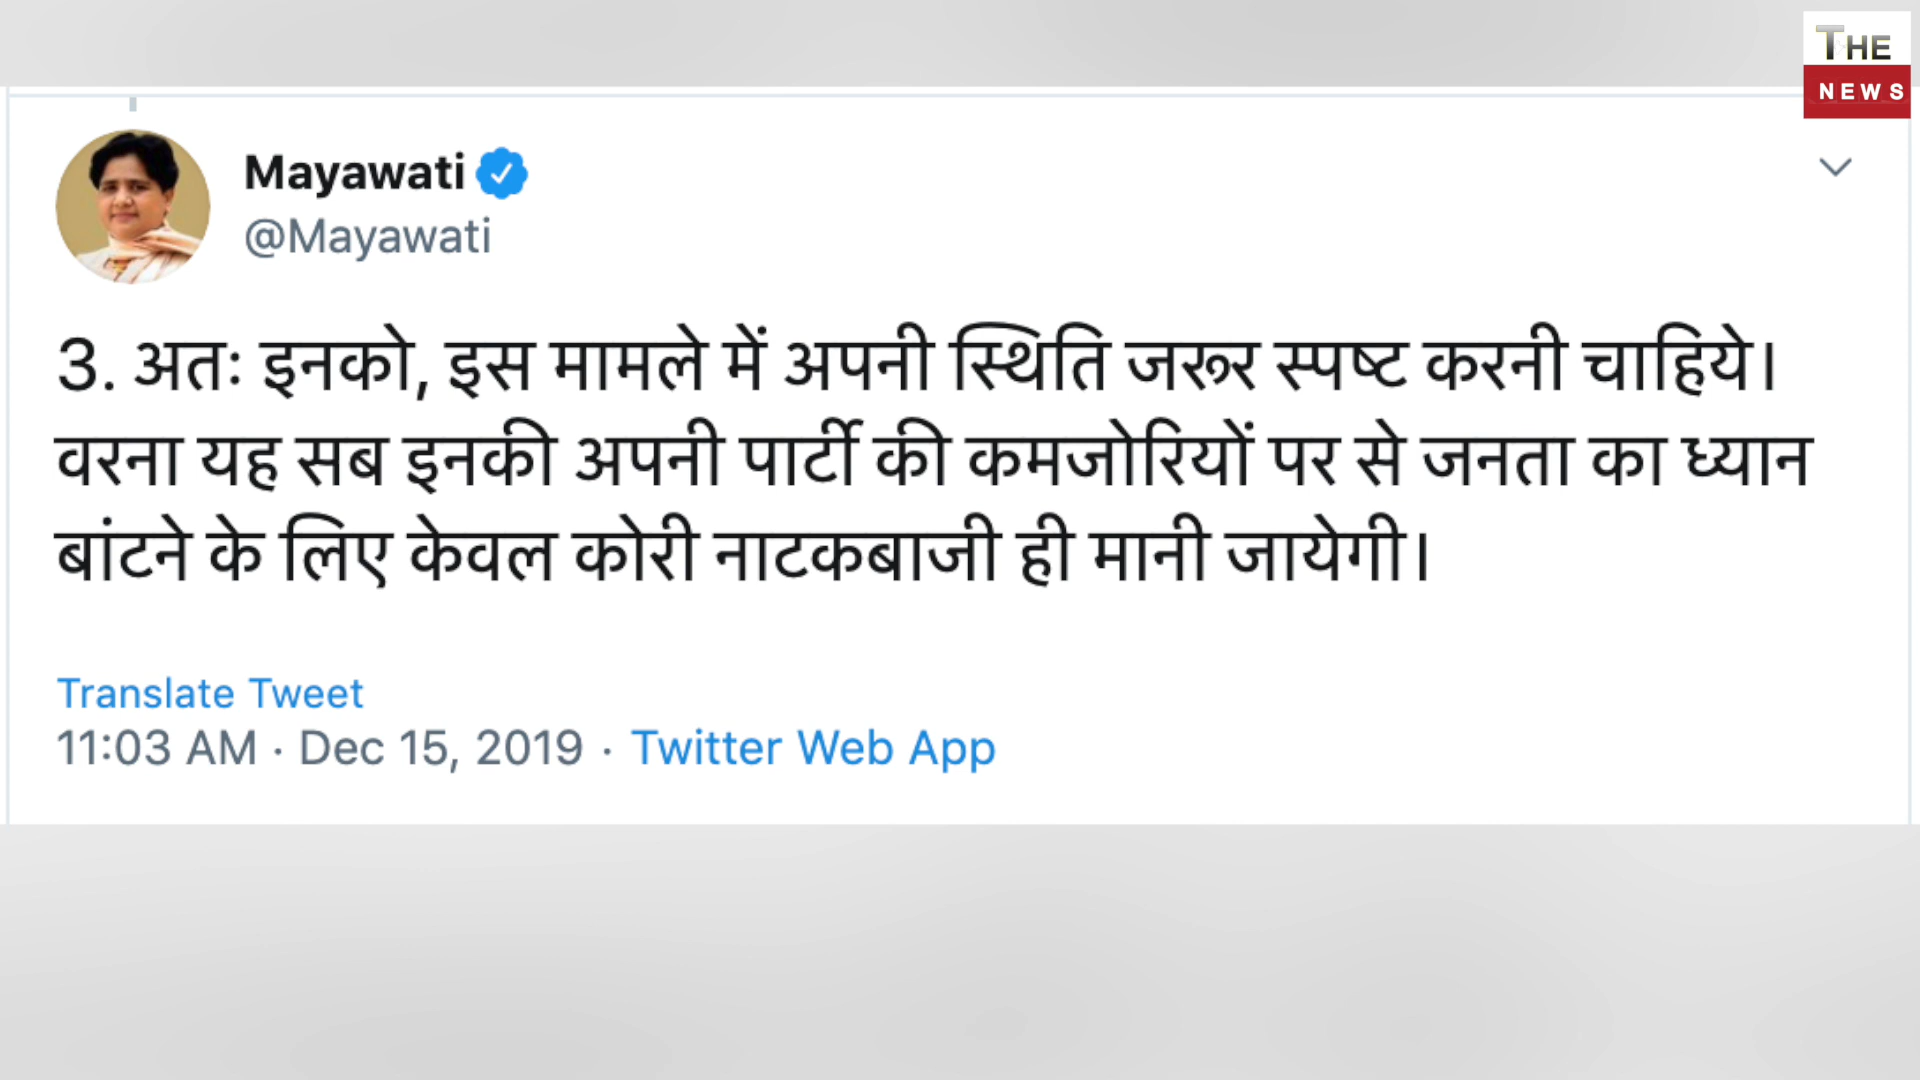 THE
NEWS
Mayawati
@Mayawati
3. अतः इनको, इस मामले में अपनी स्थिति जरूर स्पष्ट करनी चाहिये।
वरना यह सब इनकी अपनी पार्टी की कमजोरियों पर से जनता का ध्यान
बांटने के लिए केवल कोरी नाटकबाजी ही मानी जायेगी।
Translate Tweet
11:03 AM · Dec 15, 2019 · Twitter Web App